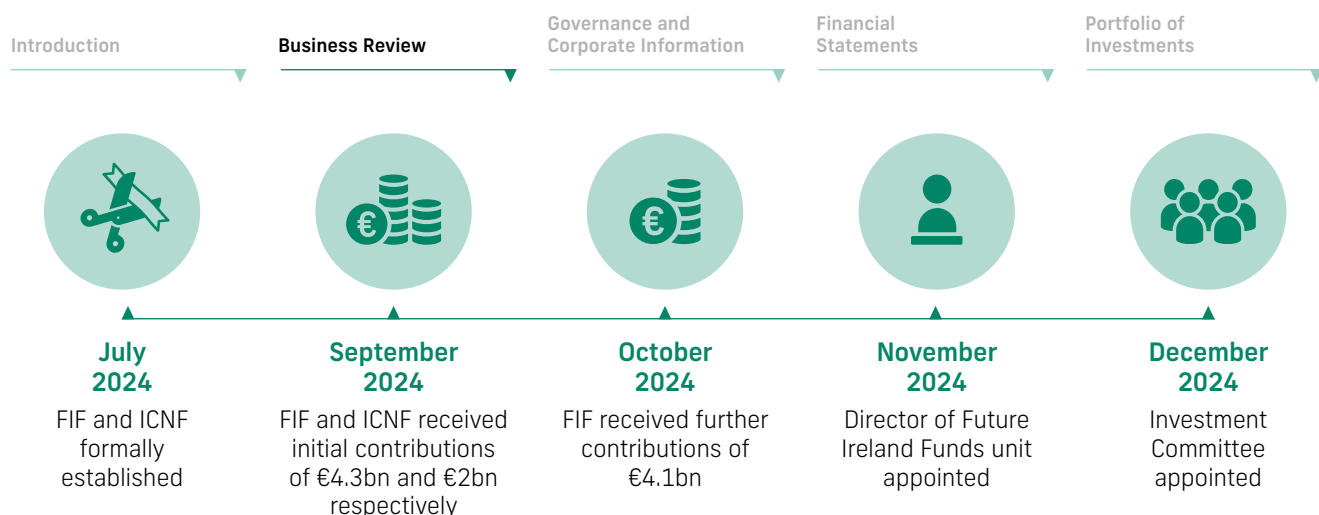 Introduction
Business Review
Governance and
Corporate Information
Financial
Statements
Portfolio of
Investments
€
€
July
2024
FIF and ICNF
formally
established
September
2024
FIF and ICNF received
initial contributions
of €4.3bn and €2bn
respectively
October
2024
FIF received further
contributions of
€4.1bn
November
2024
Director of Future
Ireland Funds unit
appointed
December
2024
Investment
Committee
appointed